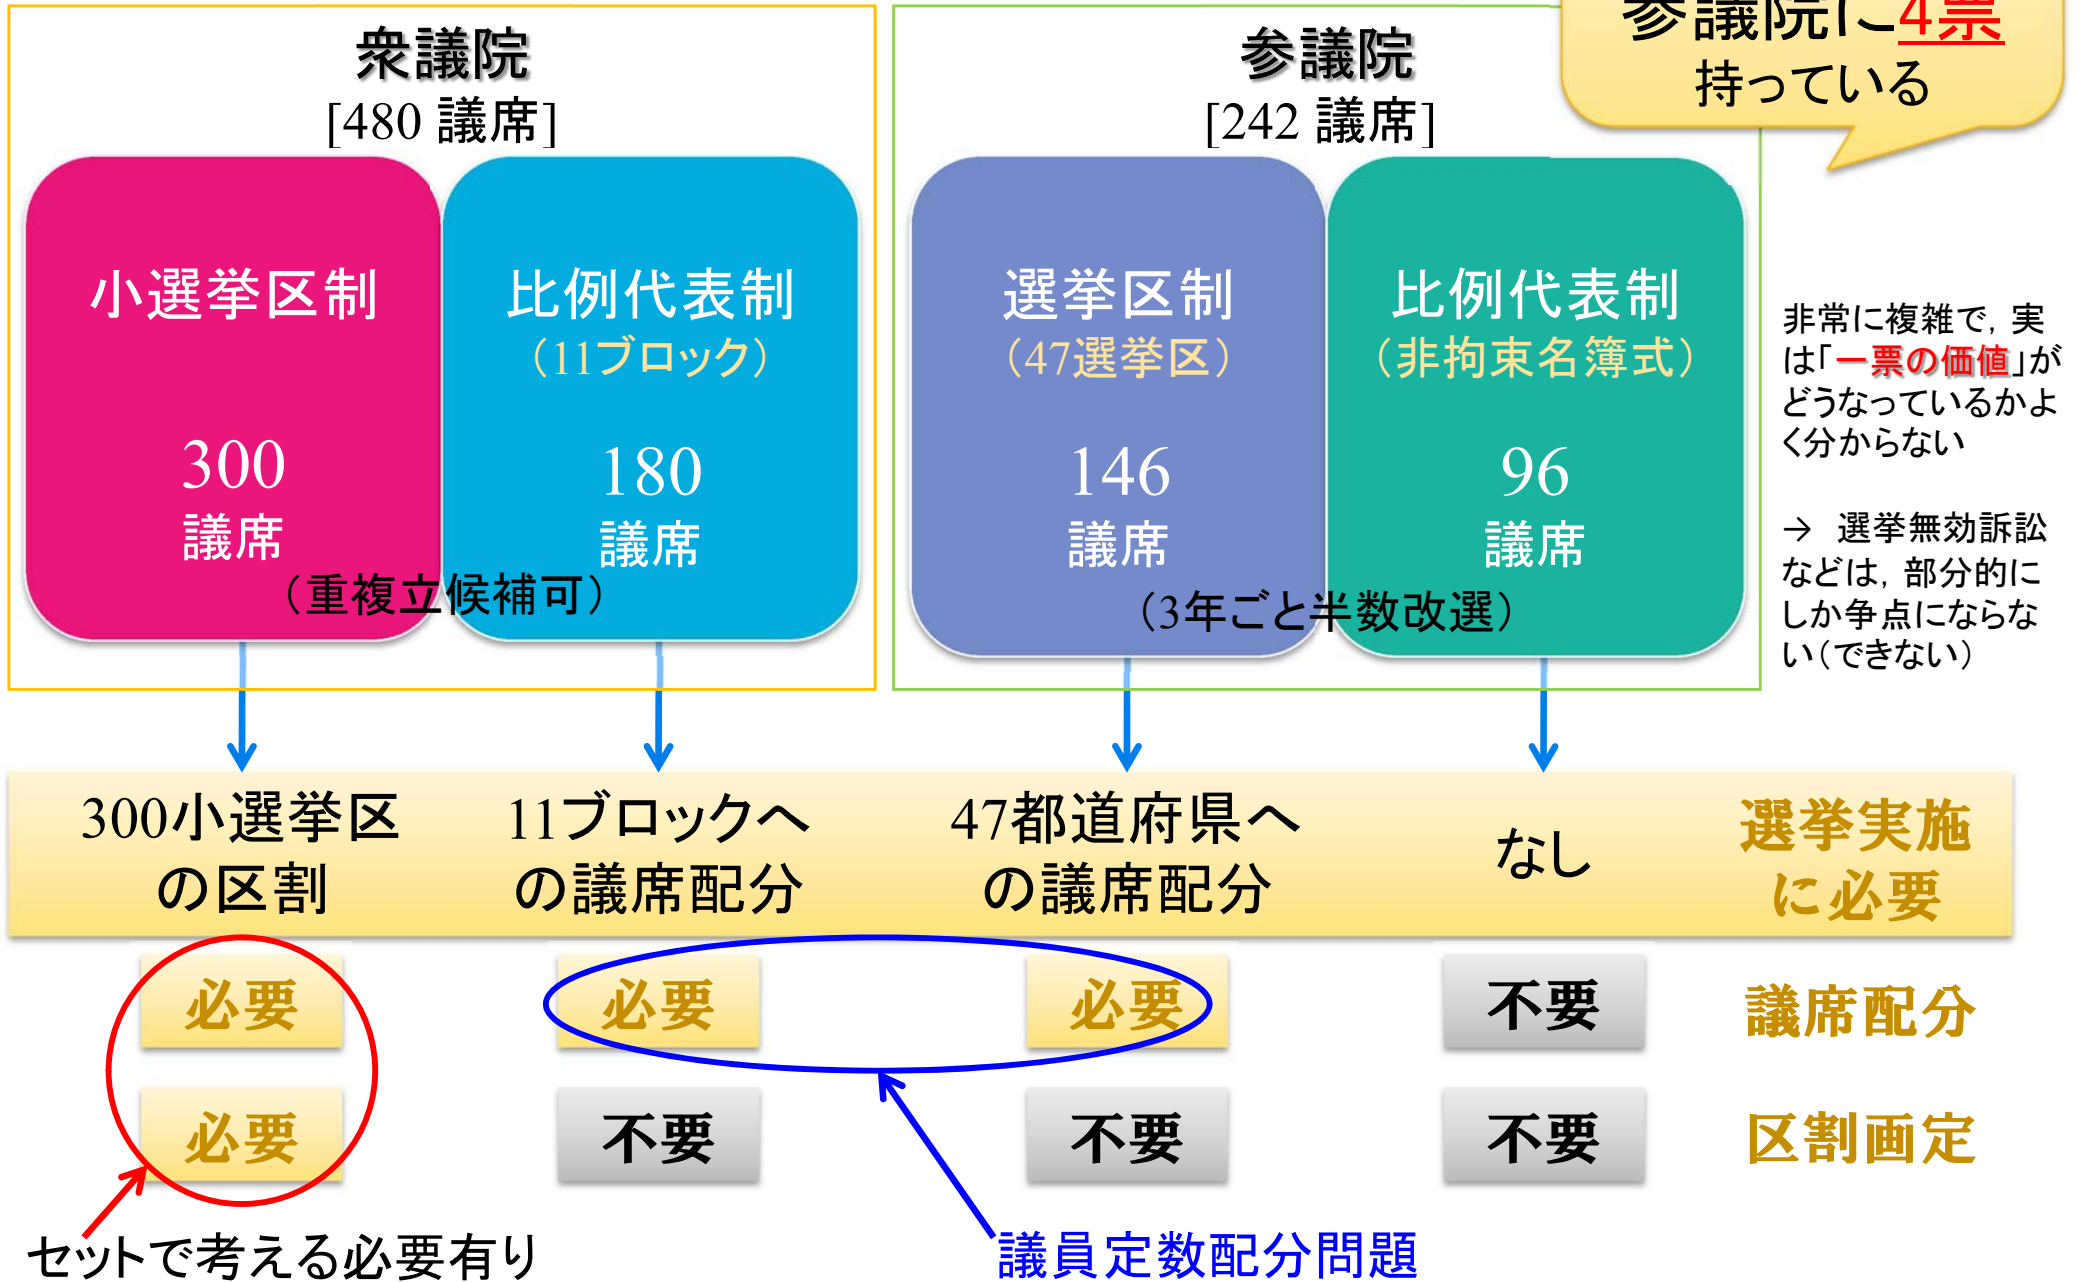 衆議院
[480 議席]
小選挙区制
300
議席
比例代表制
（11ブロック）
180
議席
（重複立候補可）
参議院
[242 議席]
選挙区制
（47選挙区）
146
議席
比例代表制
（非拘束名簿式）
96
議席
（3年ごと半数改選）
参議院に4票
持っている
非常に複雑で，実
は「一票の価値」が
どうなっているかよ
く分からない
→ 選挙無効訴訟
などは，部分的に
しか争点にならな
い（できない）
300小選挙区
の区割
11ブロックへ
の議席配分
47都道府県へ
の議席配分
なし
選挙実施
に必要
必要
必要
必要
不要
議席配分
必要
不要
不要
不要
区割画定
セットで考える必要有り
議員定数配分問題